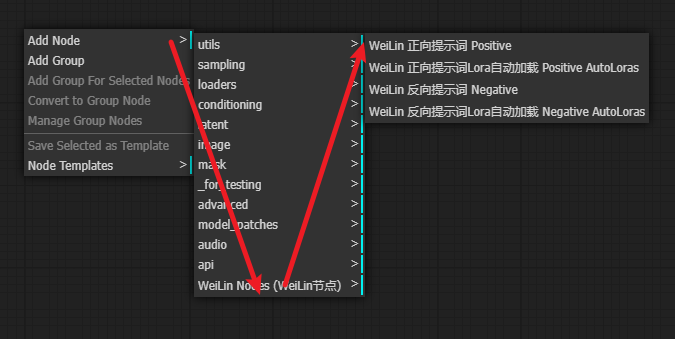 Add Node >
Add Group
Add Group For Selected Nodes
Convert to Group Node
Manage Group Nodes
Save Selected as Template
Node Templates >
utils >
sampling >
loaders >
conditioning >
latent >
image >
mask >
_for_testing >
advanced >
model_patches >
audio >
api >
WeiLin Nodes (WeiLin节点) >
WeiLin 正向提示词 Positive
WeiLin 正向提示词Lora自动加载 Positive AutoLoras
WeiLin 反向提示词 Negative
WeiLin 反向提示词Lora自动加载 Negative AutoLoras